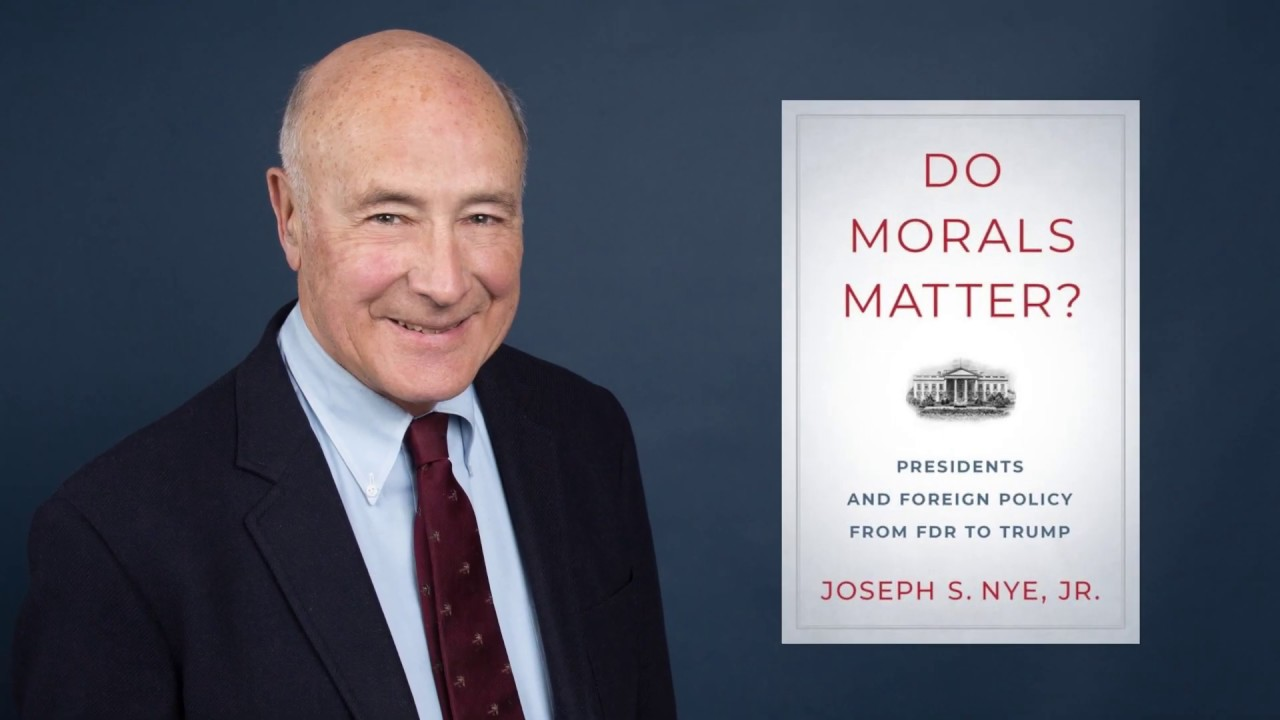 DO
MORALS
MATTER?
PRESIDENTS
AND FOREIGN POLICY
FROM FDR TO TRUMP
JOSEPH S. NYE, JR.